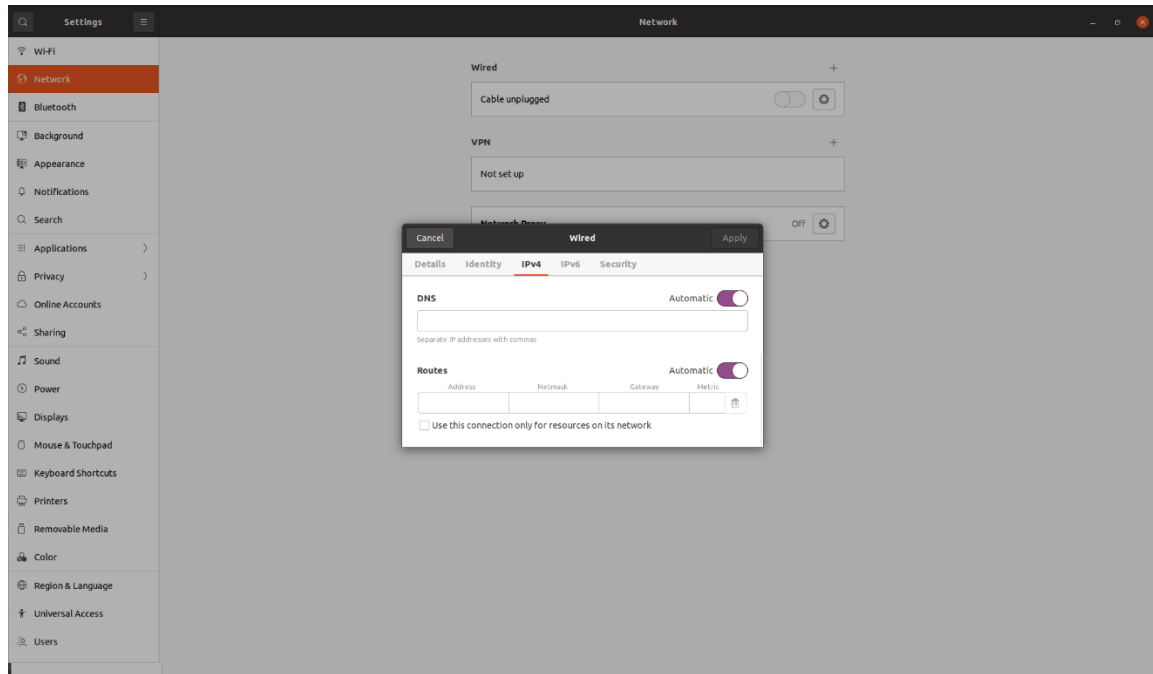 Settings
Network
Wi-Fi
Network
Bluetooth
Background
Appearance
Notifications
Search
Applications
Privacy
Online Accounts
Sharing
Sound
Power
Displays
Mouse & Touchpad
Keyboard Shortcuts
Printers
Removable Media
Color
Region & Language
Universal Access
Users
Wired
Cable unplugged
VPN
Not set up
Network Proxy Off
Cancel Wired Apply
Details Identity IPv4 IPv6 Security
DNS Automatic
Separate IP addresses with commas
Routes Automatic
Address Netmask Gateway Metric
Use this connection only for resources on its network